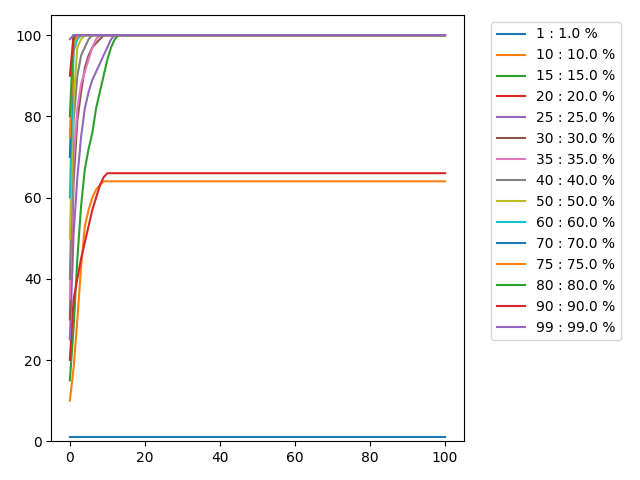 100
80
60
40
20
0
0 20 40 60 80 100
1 : 1.0 %
10 : 10.0 %
15 : 15.0 %
20 : 20.0 %
25 : 25.0 %
30 : 30.0 %
35 : 35.0 %
40 : 40.0 %
50 : 50.0 %
60 : 60.0 %
70 : 70.0 %
75 : 75.0 %
80 : 80.0 %
90 : 90.0 %
99 : 99.0 %